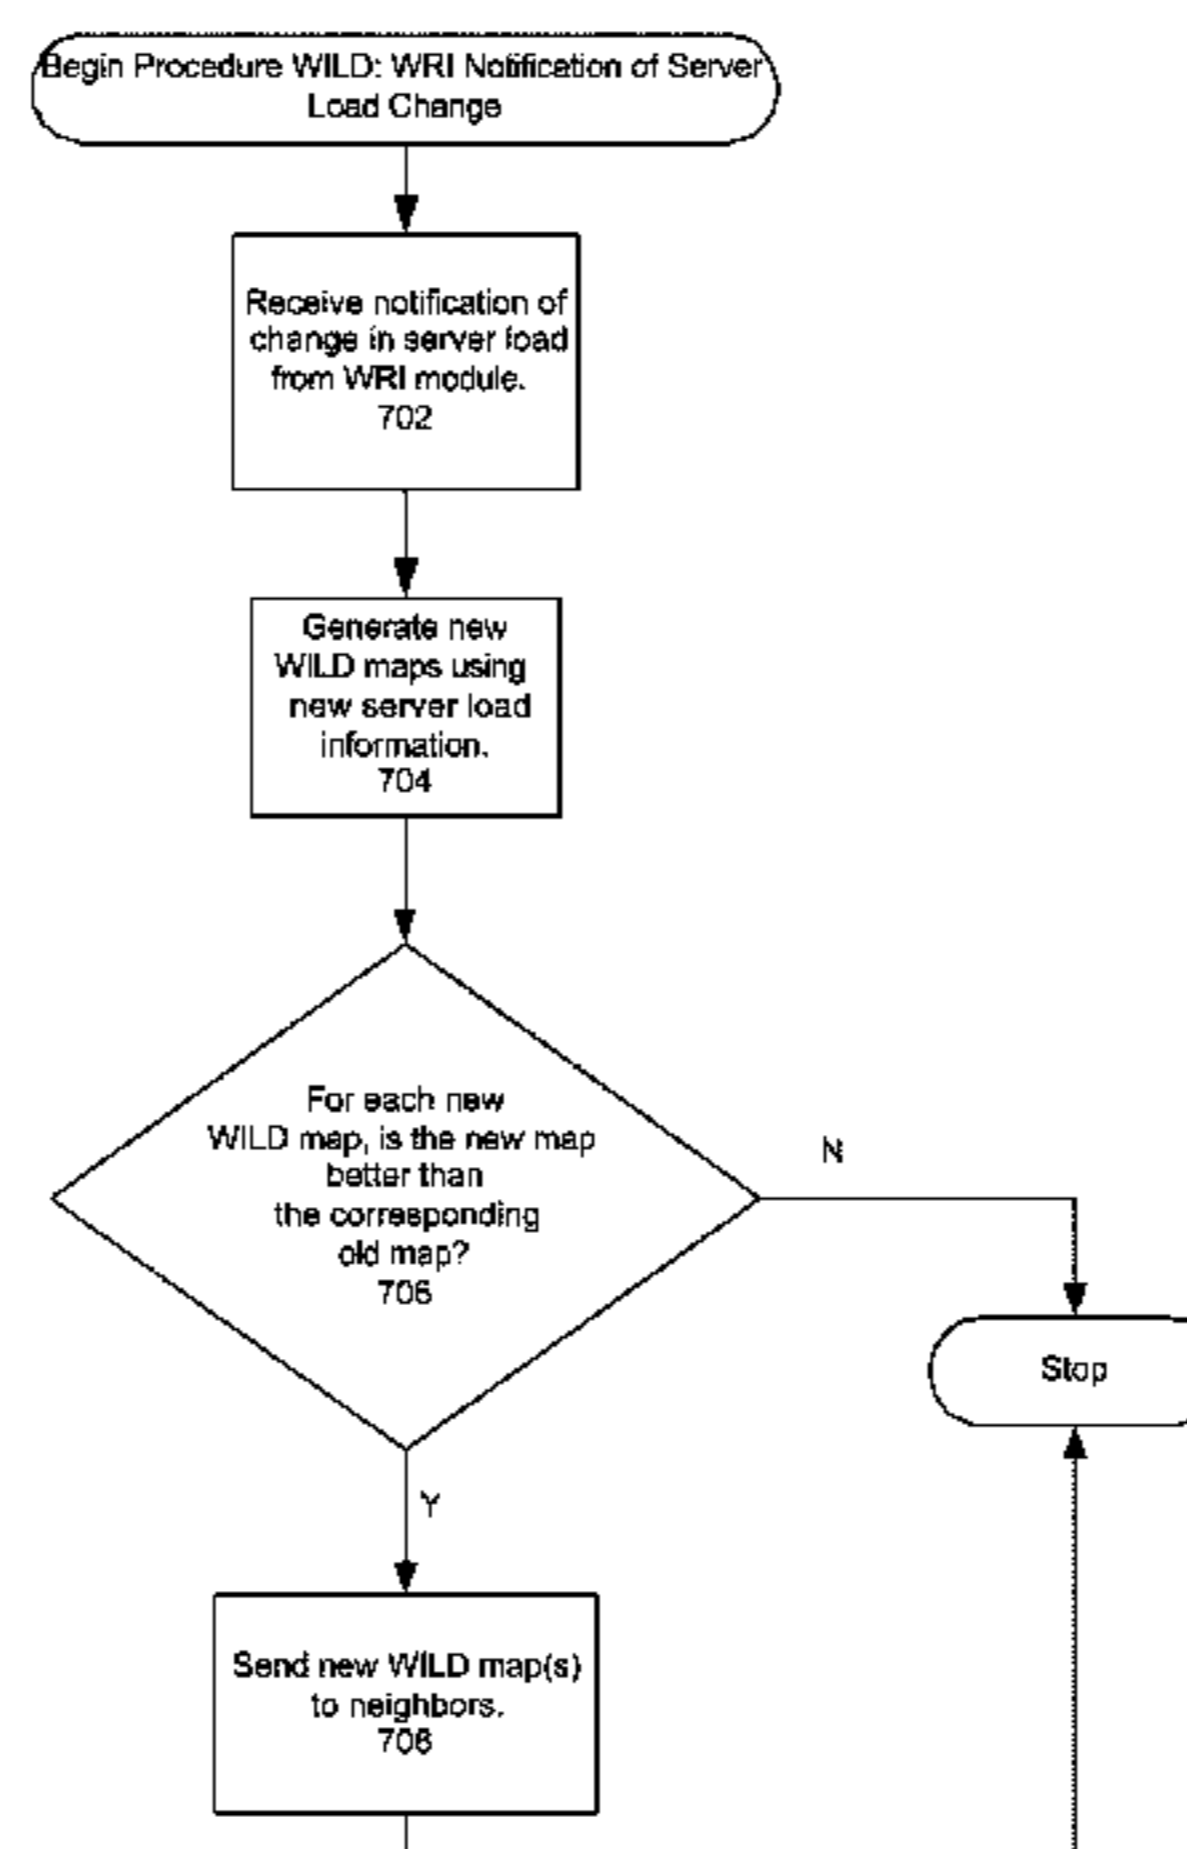 Begin Procedure WILD: WRI Notification of Server
Load Change
Receive notification of
change in server load
from WRI module.
702
Generate new
WILD maps using
new server load
information.
704
For each new
WILD map, is the new map
better than
the corresponding
old map?
706
N
Stop
Y
Send new WILD map(s)
to neighbors.
708